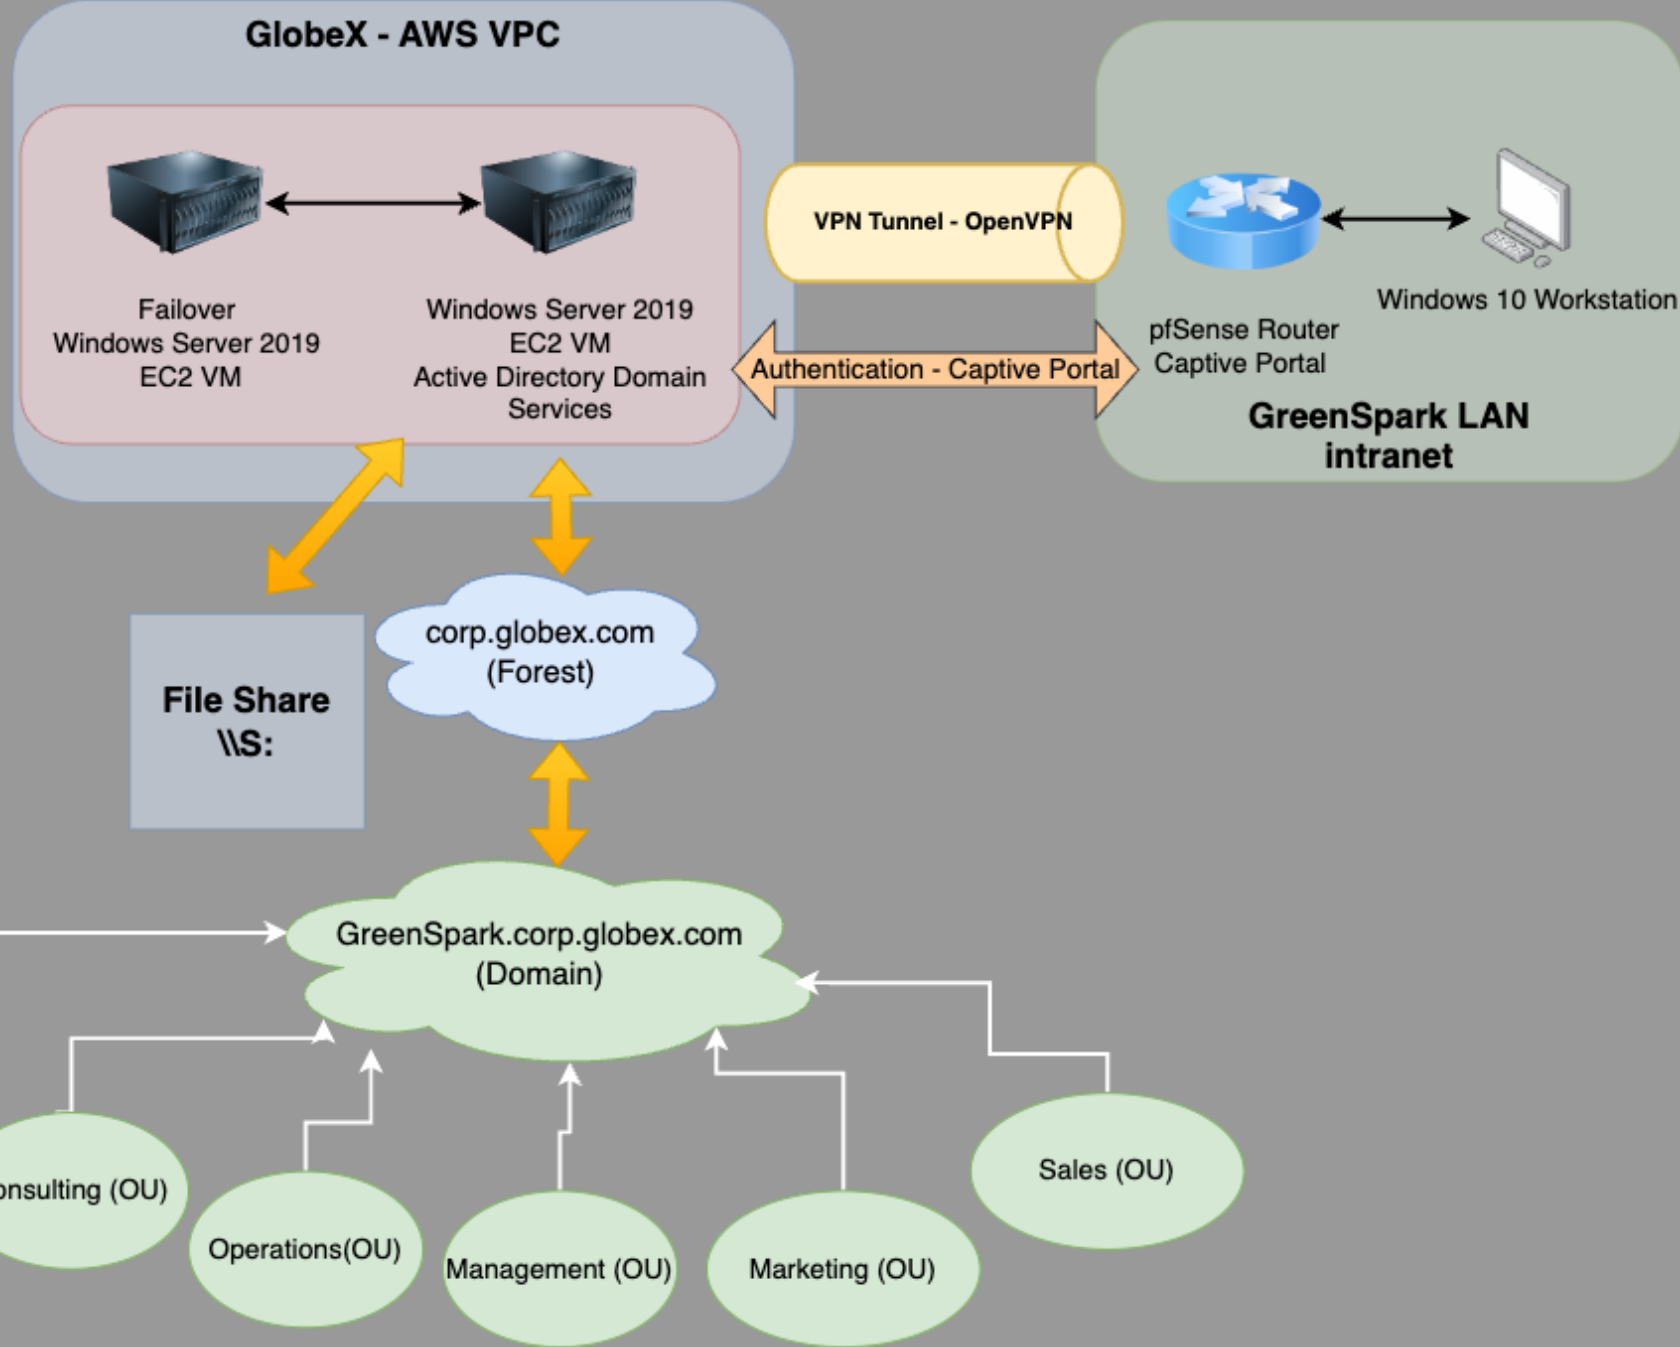 GlobeX - AWS VPC
Failover
Windows Server 2019
EC2 VM
Windows Server 2019
EC2 VM
Active Directory Domain
Services
VPN Tunnel - OpenVPN
Authentication - Captive Portal
Windows 10 Workstation
pfSense Router
Captive Portal
GreenSpark LAN
intranet
File Share
\\S:
corp.globex.com
(Forest)
GreenSpark.corp.globex.com
(Domain)
onsulting (OU)
Operations(OU)
Management (OU)
Marketing (OU)
Sales (OU)